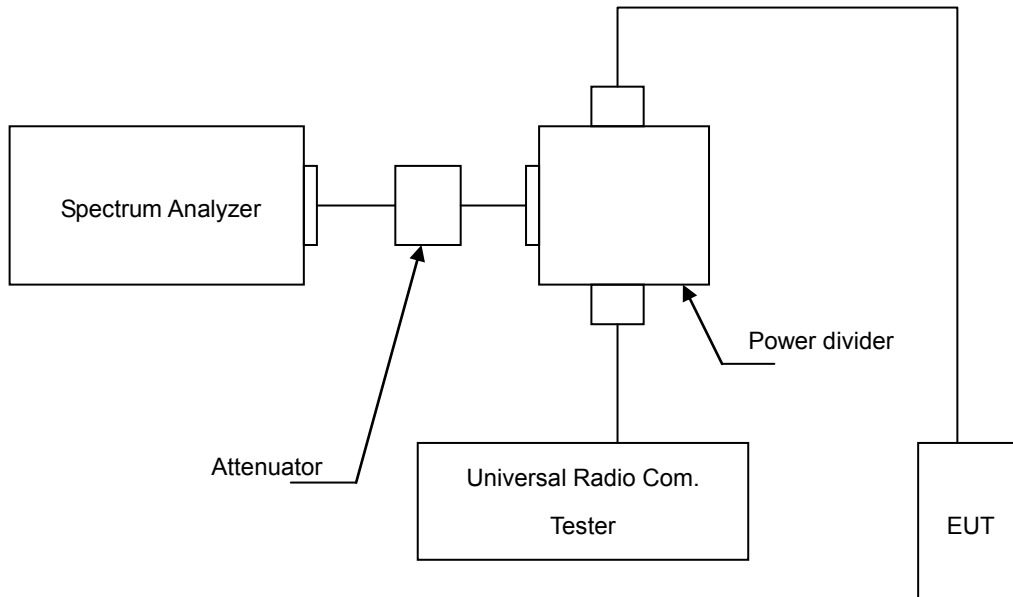 Spectrum Analyzer
Power divider
Attenuator
Universal Radio Com.
Tester
EUT